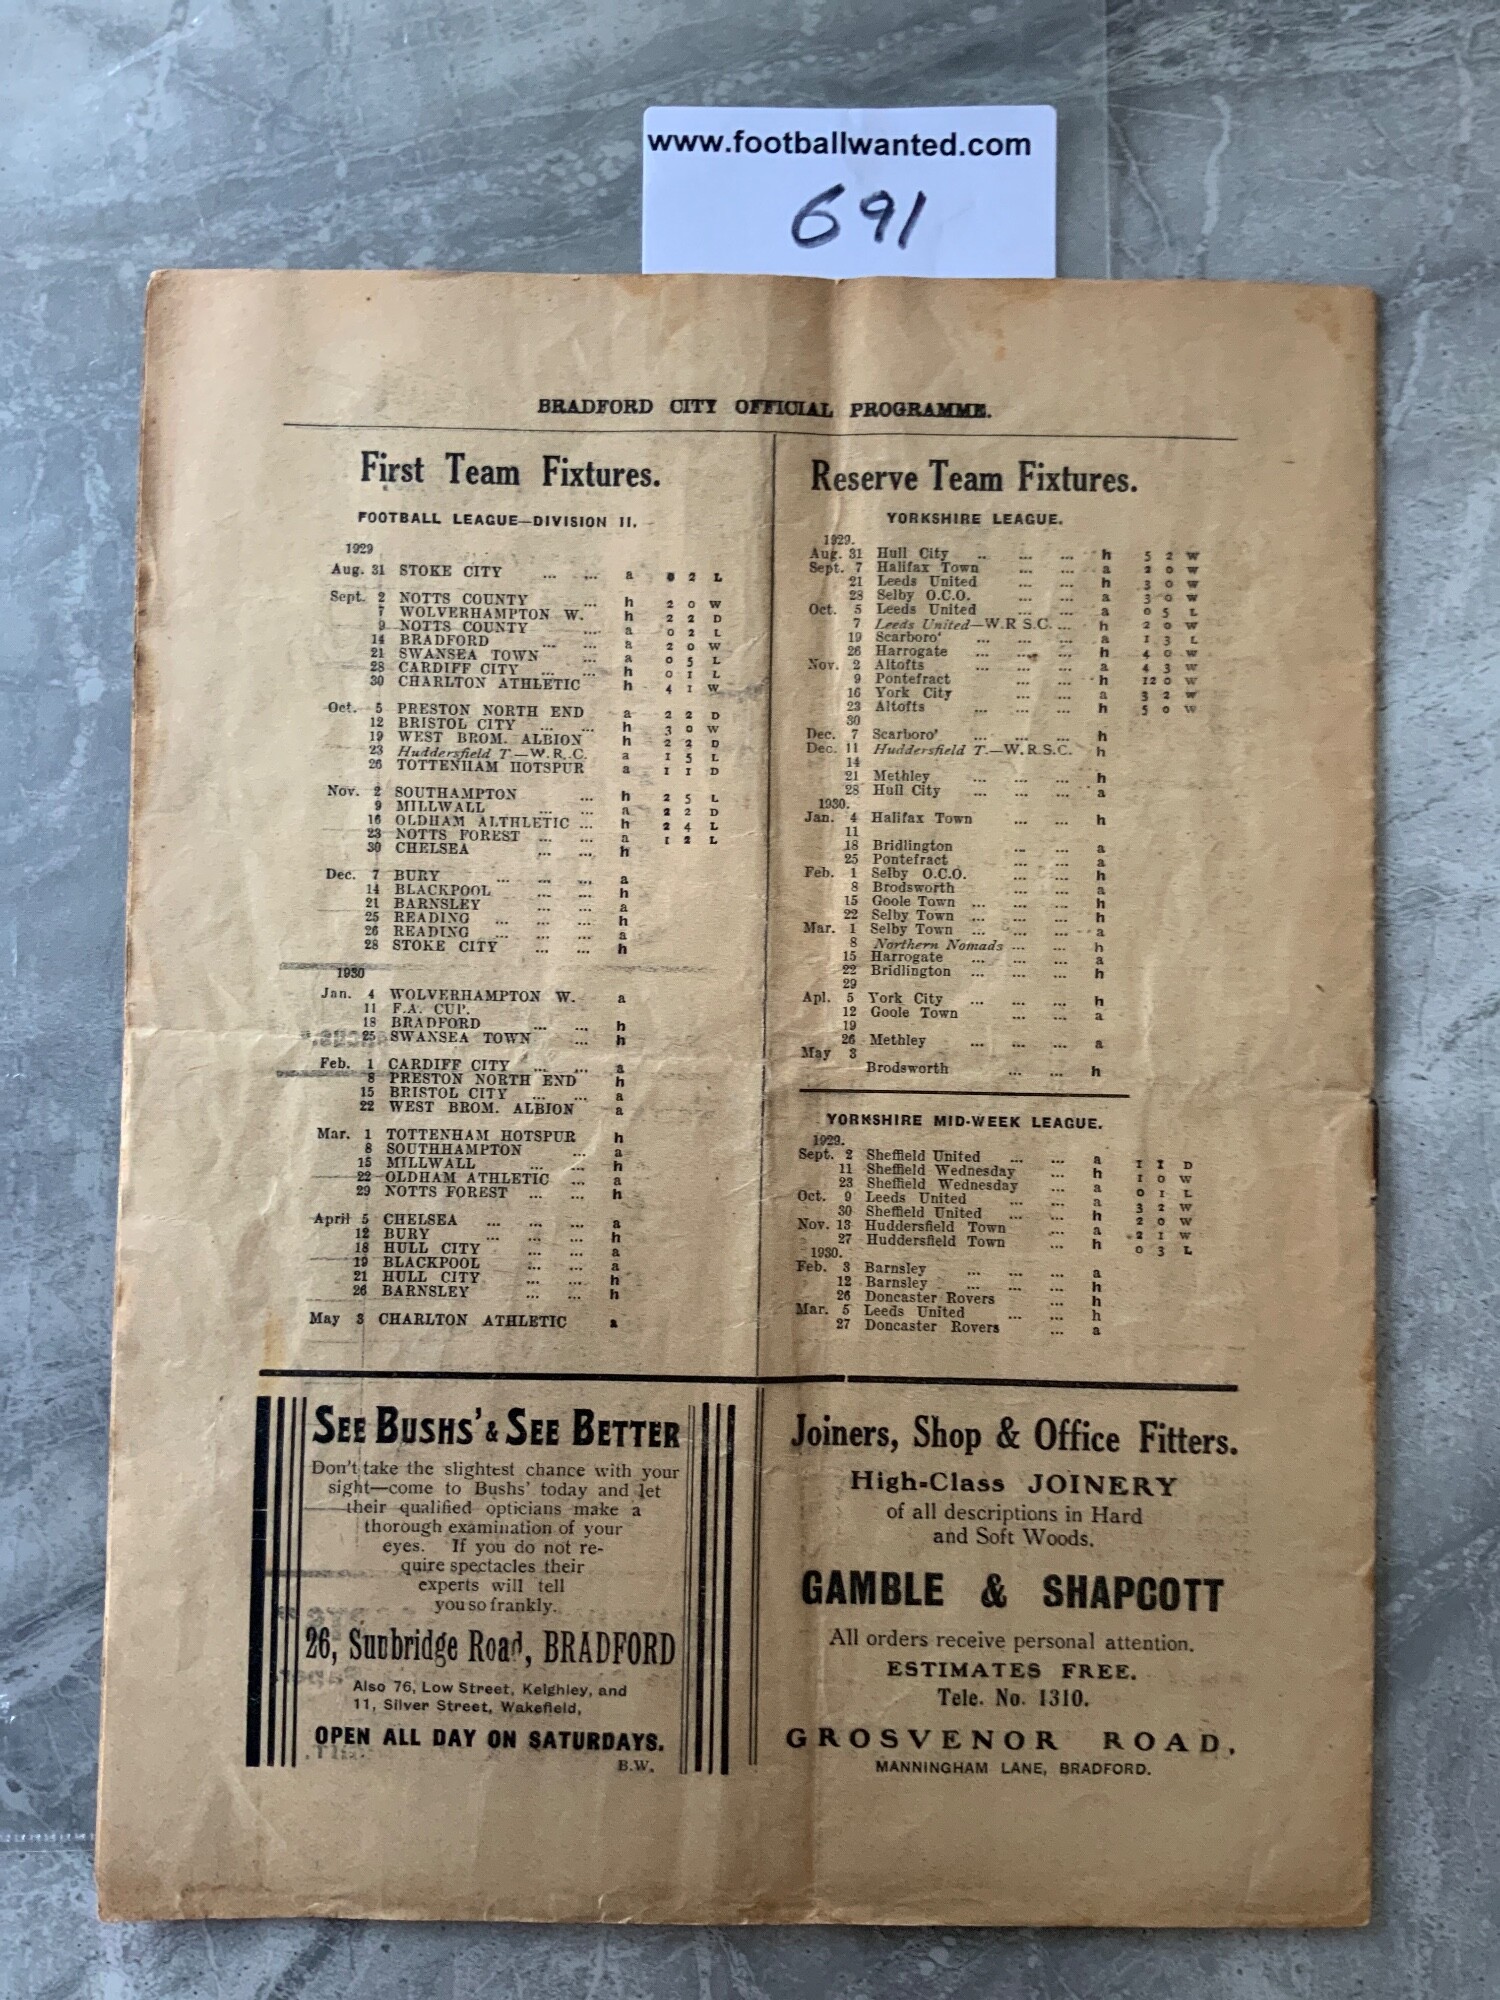 www.footballwanted.com
691
BRADFORD CITY OFFICIAL PROGRAMME.
First Team Fixtures.
FOOTBALL LEAGUE—DIVISION II.
1929
Aug. 31 STOKE CITY ... ... a 0 2 L
Sept. 2 NOTTS COUNTY ... h 2 0 W
7 WOLVERHAMPTON W. h 2 2 D
9 NOTTS COUNTY ... a 0 2 L
14 BRADFORD ... ... a 2 0 W
21 SWANSEA TOWN ... a 0 5 L
28 CARDIFF CITY ... ... h 0 1 L
30 CHARLTON ATHLETIC h 4 1 W
Oct. 5 PRESTON NORTH END a 2 2 D
12 BRISTOL CITY ... ... h 3 0 W
19 WEST BROM. ALBION h 2 2 D
23 Huddersfield T—W.R.C. a 1 5 L
26 TOTTENHAM HOTSPUR a 1 1 D
Nov. 2 SOUTHAMPTON ... h 2 5 L
9 MILLWALL ... ... a 2 2 D
16 OLDHAM ALTHLETIC ... h 2 4 L
23 NOTTS FOREST ... ... a 1 2 L
30 CHELSEA ... ... h
Dec. 7 BURY ... ... ... a
14 BLACKPOOL ... ... h
21 BARNSLEY ... ... a
25 READING ... ... ... h
26 READING ... ... ... a
28 STOKE CITY ... ... h
1930
Jan. 4 WOLVERHAMPTON W. a
11 F.A. CUP.
18 BRADFORD ... ... h
25 SWANSEA TOWN ... h
Feb. 1 CARDIFF CITY ... ... a
8 PRESTON NORTH END h
15 BRISTOL CITY ... ... a
22 WEST BROM. ALBION a
Mar. 1 TOTTENHAM HOTSPUR h
8 SOUTHHAMPTON ... a
15 MILLWALL ... ... h
22 OLDHAM ATHLETIC ... a
29 NOTTS FOREST ... ... h
April 5 CHELSEA ... ... ... a
12 BURY ... ... ... h
18 HULL CITY ... ... a
19 BLACKPOOL ... ... a
21 HULL CITY ... ... h
26 BARNSLEY ... ... h
May 3 CHARLTON ATHLETIC a
Reserve Team Fixtures.
YORKSHIRE LEAGUE.
1929.
Aug. 31 Hull City ... ... ... h 5 2 W
Sept. 7 Halifax Town ... ... a 2 0 W
21 Leeds United ... ... h 3 0 W
28 Selby O.C.O. ... ... a 3 0 W
Oct. 5 Leeds United ... ... a 0 5 L
7 Leeds United—W.R S.C. ... h 2 0 W
19 Scarboro' ... ... ... a 1 3 L
26 Harrogate ... ... ... h 4 0 W
Nov. 2 Altofts ... ... ... a 4 3 W
9 Pontefract ... ... h 12 0 W
16 York City ... ... a 3 2 W
23 Altofts ... ... ... h 5 0 W
30
Dec. 7 Scarboro' ... ... ... h
Dec. 11 Huddersfield T.—W.R.S.C. h
14
21 Methley ... ... ... h
28 Hull City ... ... ... a
1930.
Jan. 4 Halifax Town ... ... h
11
18 Bridlington ... ... a
25 Pontefract ... ... a
Feb. 1 Selby O.C.O. ... ... h
8 Brodsworth ... ... a
15 Goole Town ... ... ... h
22 Selby Town ... ... ... h
Mar. 1 Selby Town ... ... ... a
8 Northern Nomads ... ... h
15 Harrogate ... ... ... a
22 Bridlington ... ... ... h
29
Apl. 5 York City ... ... ... h
12 Goole Town ... ... a
19
26 Methley ... ... ... a
May 3
Brodsworth ... ... h
YORKSHIRE MID-WEEK LEAGUE.
1929.
Sept. 2 Sheffield United ... ... a 1 1 D
11 Sheffield Wednesday ... h 1 0 W
23 Sheffield Wednesday ... a 0 1 L
Oct. 9 Leeds United ... ... a 3 2 W
30 Sheffield United ... ... h 2 0 W
Nov. 13 Huddersfield Town ... a 2 1 W
27 Huddersfield Town ... h 0 3 L
1930.
Feb. 3 Barnsley ... ... ... a
12 Barnsley ... ... ... h
26 Doncaster Rovers ... h
Mar. 5 Leeds United ... ... h
27 Doncaster Rovers ... a
SEE BUSHS' & SEE BETTER
Don't take the slightest chance with your
sight—come to Bushs' today and let
their qualified opticians make a
thorough examination of your
eyes. If you do not re-
quire spectacles their
experts will tell
you so frankly.
26, Sunbridge Road, BRADFORD
Also 76, Low Street, Keighley, and
11, Silver Street, Wakefield,
OPEN ALL DAY ON SATURDAYS.
B.W.
Joiners, Shop & Office Fitters.
High-Class JOINERY
of all descriptions in Hard
and Soft Woods.
GAMBLE & SHAPCOTT
All orders receive personal attention.
ESTIMATES FREE.
Tele. No. 1310.
GROSVENOR ROAD,
MANNINGHAM LANE, BRADFORD.